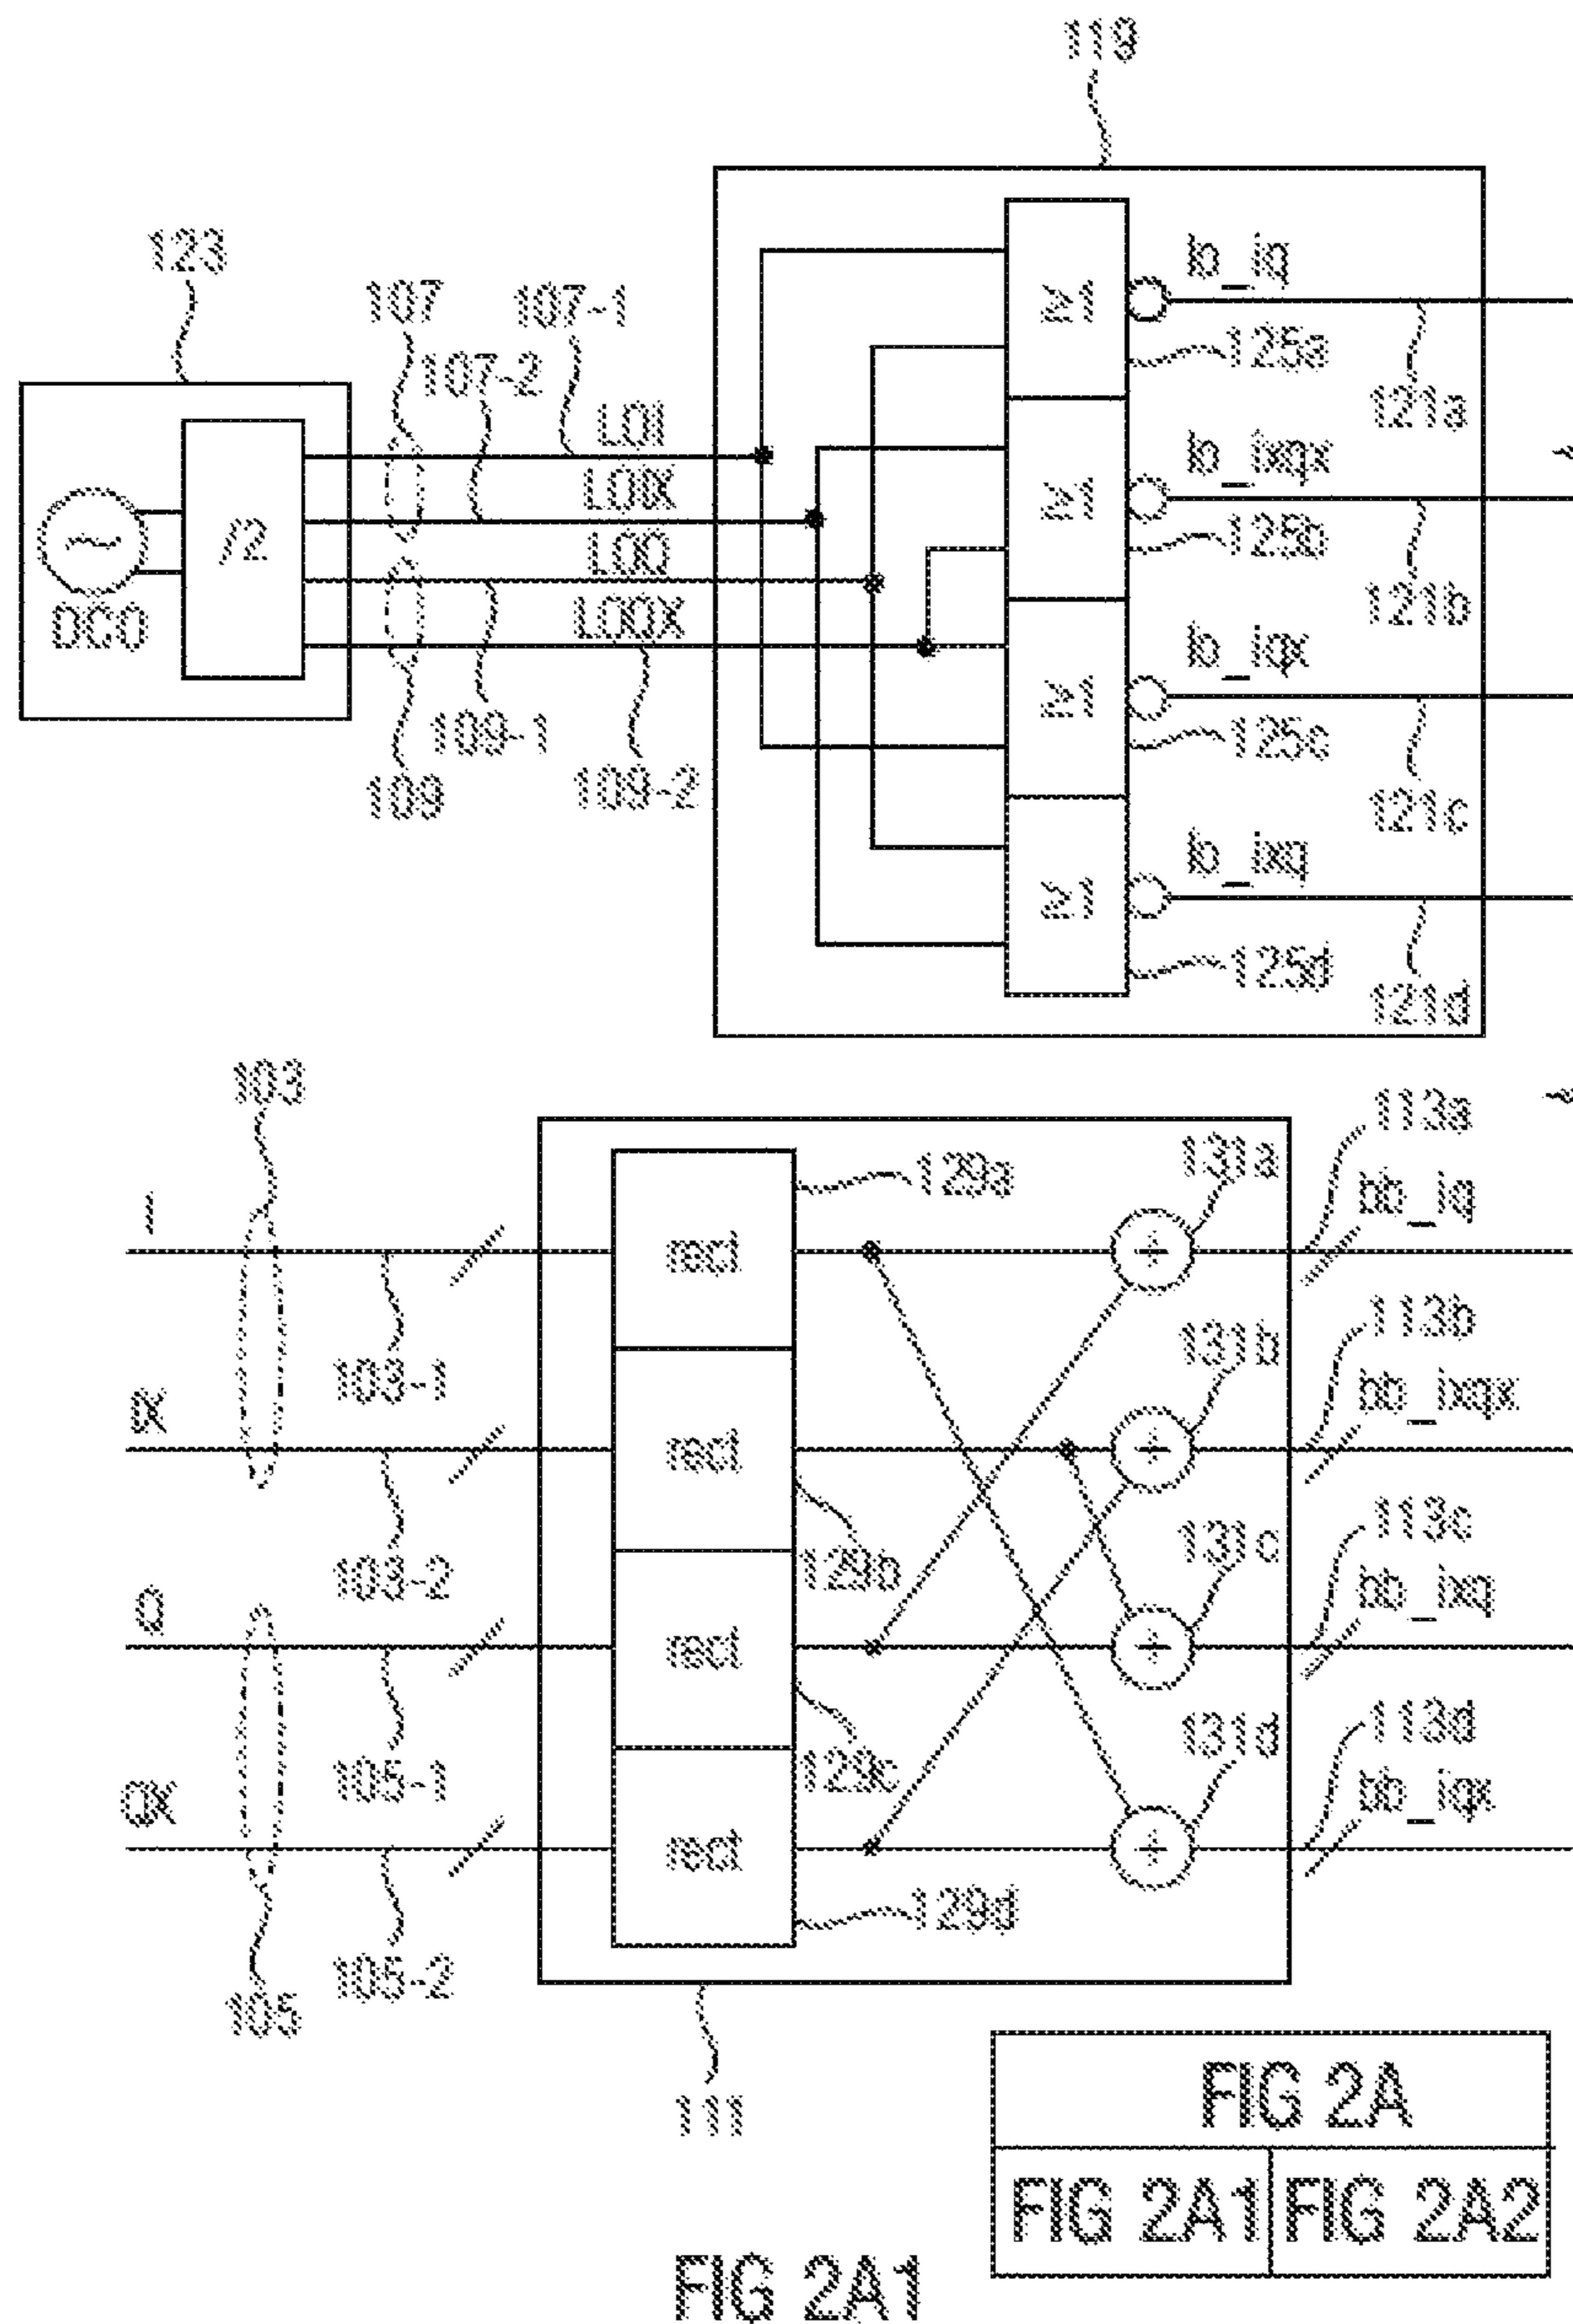 119
123
107
107-1
107-2
LOI
LOIX
LOQ
LOQX
~
DCO
/2
109-1
109
109-2
≥1
lo_iq
125a
121a
≥1
lo_ixqx
125b
121b
≥1
lo_iqx
125c
121c
≥1
lo_ixq
125d
121d
103
I
103-1
IX
103-2
Q
105-1
QX
105-2
105
rect
129a
rect
129b
rect
129c
rect
129d
131a
+
113a
bb_iq
131b
+
113b
bb_ixqx
131c
+
113c
bb_ixq
131d
+
113d
bb_iqx
111
FIG 2A
FIG 2A1 FIG 2A2
FIG 2A1